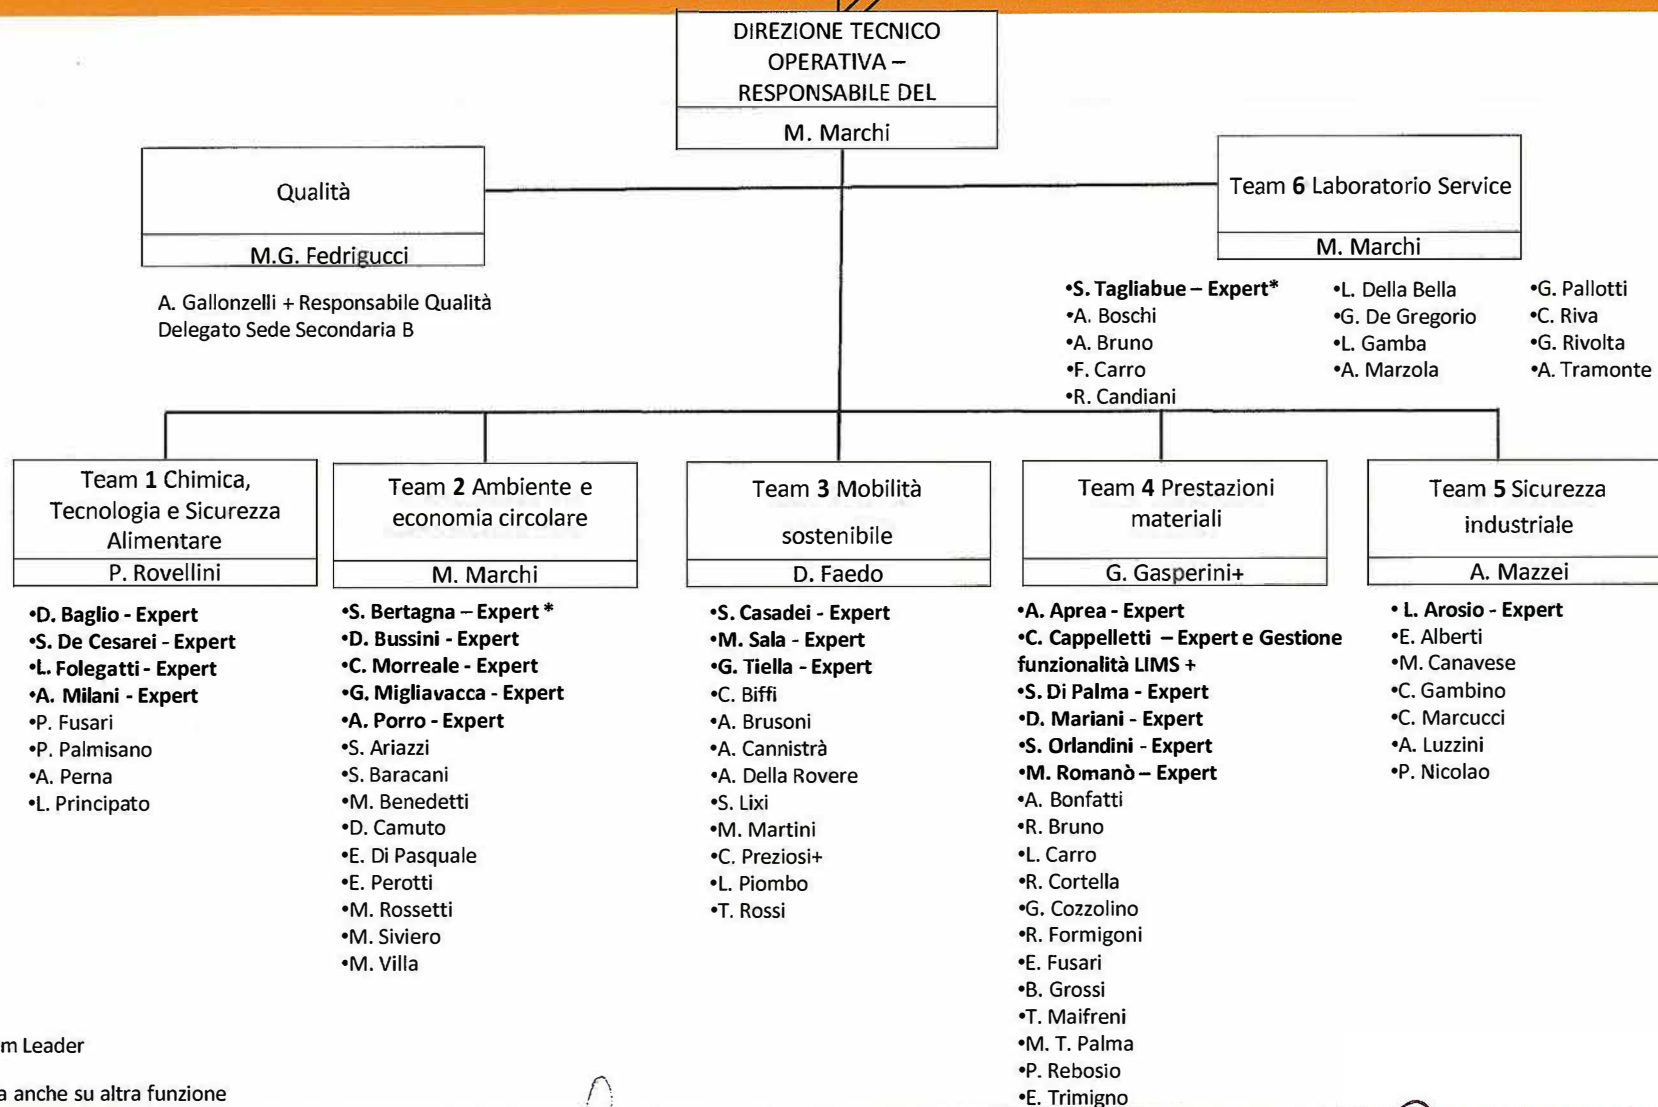 DIREZIONE TECNICO
OPERATIVA –
RESPONSABILE DEL
M. Marchi
Qualità
M.G. Fedrigucci
A. Gallonzelli + Responsabile Qualità
Delegato Sede Secondaria B
Team 6 Laboratorio Service
M. Marchi
•S. Tagliabue – Expert*
•A. Boschi
•A. Bruno
•F. Carro
•R. Candiani
•L. Della Bella
•G. De Gregorio
•L. Gamba
•A. Marzola
•G. Pallotti
•C. Riva
•G. Rivolta
•A. Tramonte
Team 1 Chimica,
Tecnologia e Sicurezza
Alimentare
P. Rovellini
•D. Baglio - Expert
•S. De Cesarei - Expert
•L. Folegatti - Expert
•A. Milani - Expert
•P. Fusari
•P. Palmisano
•A. Perna
•L. Principato
Team 2 Ambiente e
economia circolare
M. Marchi
•S. Bertagna – Expert *
•D. Bussini - Expert
•C. Morreale - Expert
•G. Migliavacca - Expert
•A. Porro - Expert
•S. Ariazzi
•S. Baracani
•M. Benedetti
•D. Camuto
•E. Di Pasquale
•E. Perotti
•M. Rossetti
•M. Siviero
•M. Villa
Team 3 Mobilità
sostenibile
D. Faedo
•S. Casadei - Expert
•M. Sala - Expert
•G. Tiella - Expert
•C. Biffi
•A. Brusoni
•A. Cannistrà
•A. Della Rovere
•S. Lixi
•M. Martini
•C. Preziosi+
•L. Piombo
•T. Rossi
Team 4 Prestazioni
materiali
G. Gasperini+
•A. Aprea - Expert
•C. Cappelletti – Expert e Gestione
funzionalità LIMS +
•S. Di Palma - Expert
•D. Mariani - Expert
•S. Orlandini - Expert
•M. Romanò – Expert
•A. Bonfatti
•R. Bruno
•L. Carro
•R. Cortella
•G. Cozzolino
•R. Formigoni
•E. Fusari
•B. Grossi
•T. Maifreni
•M. T. Palma
•P. Rebosio
•E. Trimigno
Team 5 Sicurezza
industriale
A. Mazzei
• L. Arosio - Expert
•E. Alberti
•M. Canavese
•C. Gambino
•C. Marcucci
•A. Luzzini
•P. Nicolao
m Leader
a anche su altra funzione